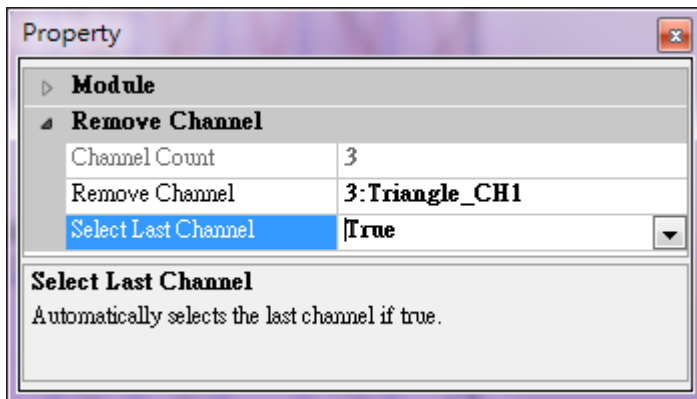 Property
Module
Remove Channel
Channel Count 3
Remove Channel 3:Triangle_CH1
Select Last Channel True
Select Last Channel
Automatically selects the last channel if true.